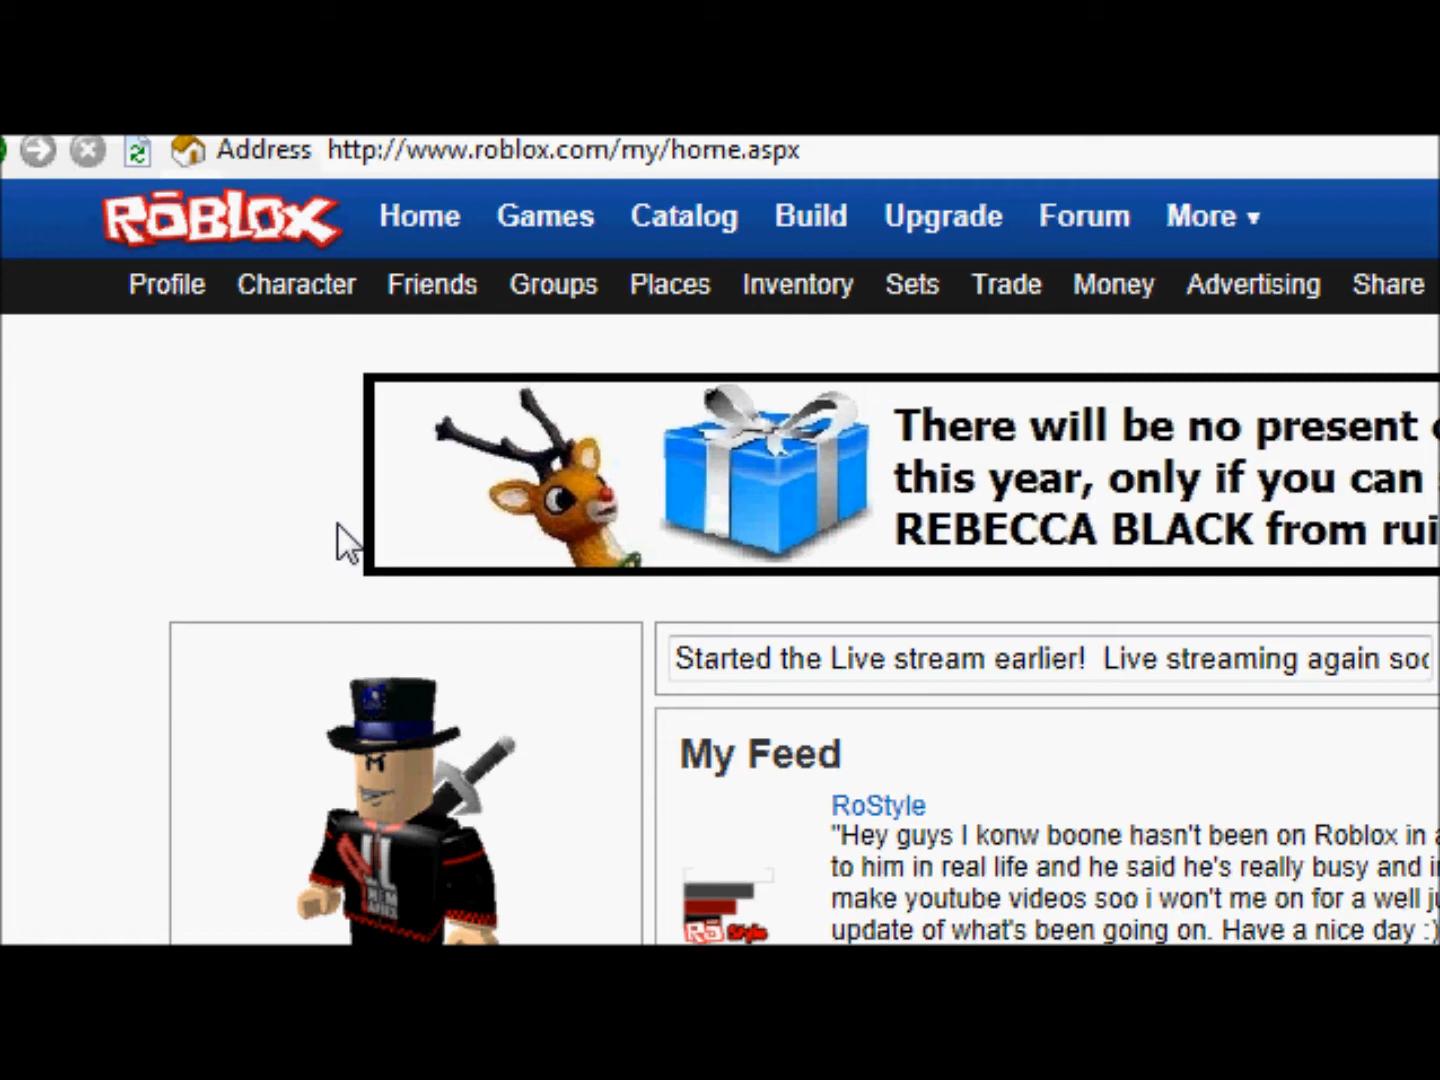 Address http://www.roblox.com/my/home.aspx
ROBLOX Home Games Catalog Build Upgrade Forum More ▾
Profile Character Friends Groups Places Inventory Sets Trade Money Advertising Share
There will be no present
this year, only if you can
REBECCA BLACK from
Started the Live stream earlier! Live streaming again
My Feed
RoStyle
"Hey guys I konw boone hasn't been on Roblox in
to him in real life and he said he's really busy and
make youtube videos soo i won't me on for a well
Rō Style
update of what's been going on. Have a nice day :)